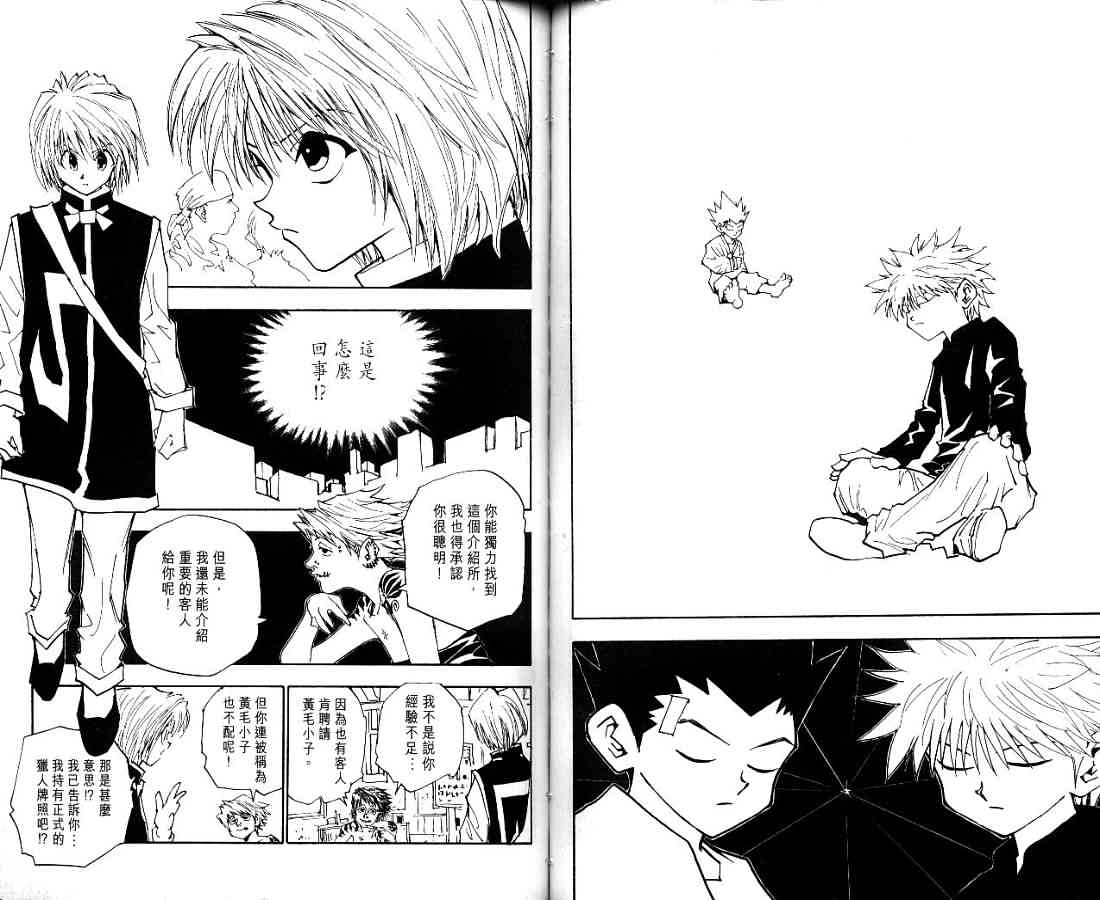 這是
怎麼
回事!?
你能獨力找到
這個介紹所，
我也得承認
你很聰明！
但是，
我還未能介紹
重要的客人
給你呢！
我不是說你
經驗不足…
因為也有客人
肯聘請
黃毛小子。
但你連被稱為
黃毛小子
也不配呢！
那是甚麼
意思!?
我已告訴你…
我持有正式的
獵人牌照吧!?